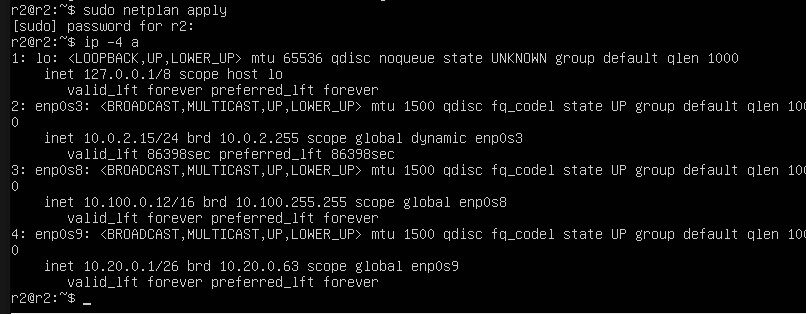 r2@r2:~$ sudo netplan apply
[sudo] password for r2:
r2@r2:~$ ip -4 a
1: lo: <LOOPBACK,UP,LOWER_UP> mtu 65536 qdisc noqueue state UNKNOWN group default qlen 1000
    inet 127.0.0.1/8 scope host lo
       valid_lft forever preferred_lft forever
2: enp0s3: <BROADCAST,MULTICAST,UP,LOWER_UP> mtu 1500 qdisc fq_codel state UP group default qlen 100
0
    inet 10.0.2.15/24 brd 10.0.2.255 scope global dynamic enp0s3
       valid_lft 86398sec preferred_lft 86398sec
3: enp0s8: <BROADCAST,MULTICAST,UP,LOWER_UP> mtu 1500 qdisc fq_codel state UP group default qlen 100
0
    inet 10.100.0.12/16 brd 10.100.255.255 scope global enp0s8
       valid_lft forever preferred_lft forever
4: enp0s9: <BROADCAST,MULTICAST,UP,LOWER_UP> mtu 1500 qdisc fq_codel state UP group default qlen 100
0
    inet 10.20.0.1/26 brd 10.20.0.63 scope global enp0s9
       valid_lft forever preferred_lft forever
r2@r2:~$ _